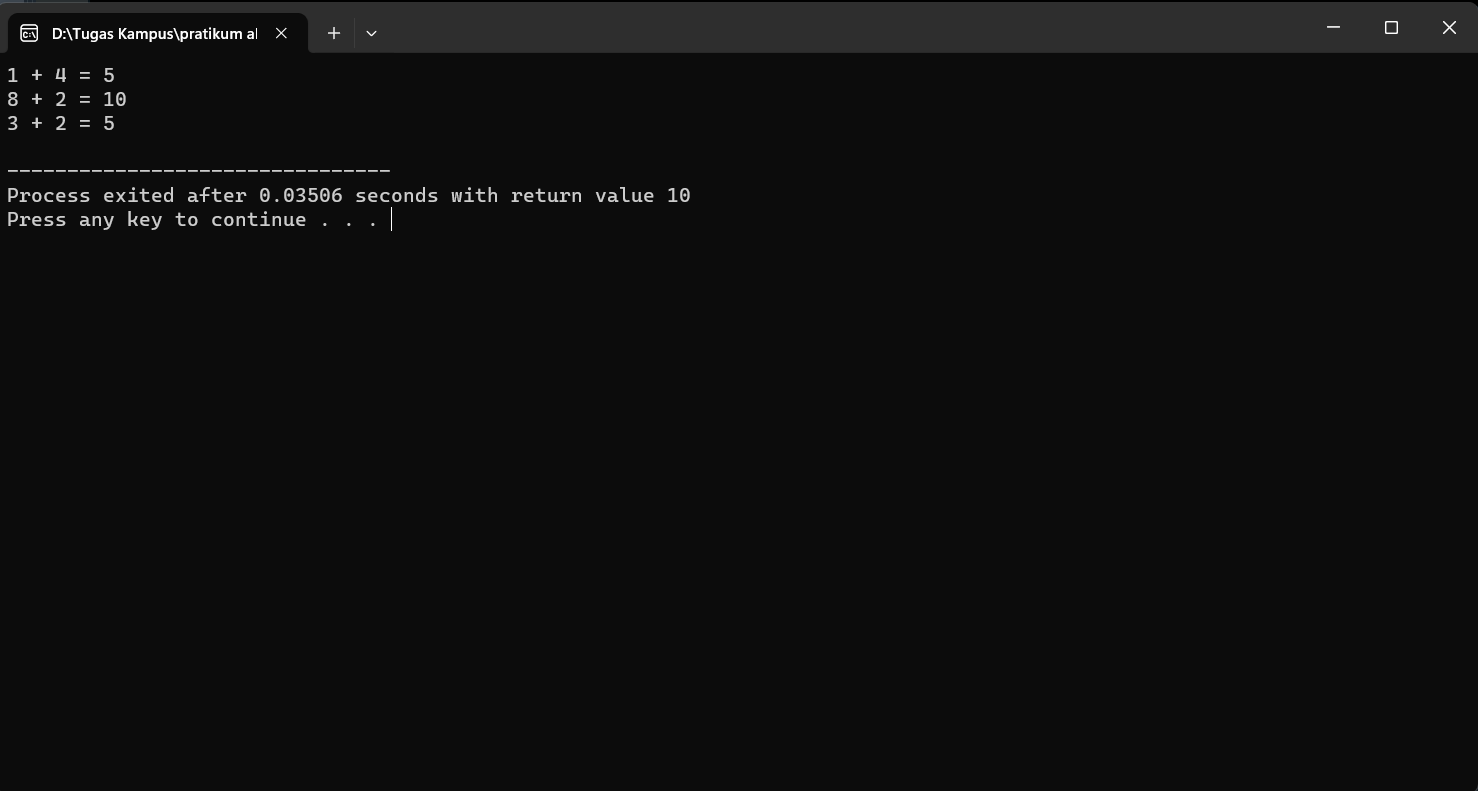 D:\Tugas Kampus\pratikum al
1 + 4 = 5
8 + 2 = 10
3 + 2 = 5
--------------------------------
Process exited after 0.03506 seconds with return value 10
Press any key to continue . . .